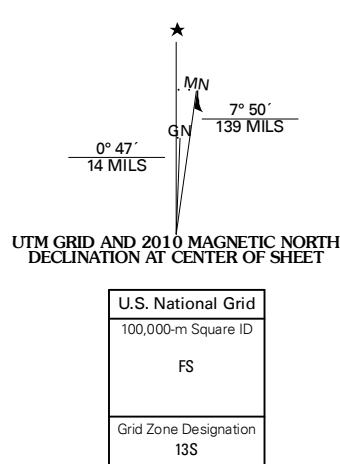 MN
7° 50´
139 MILS
GN
0° 47´
14 MILS
UTM GRID AND 2010 MAGNETIC NORTH
DECLINATION AT CENTER OF SHEET
U.S. National Grid
100,000-m Square ID
FS
Grid Zone Designation
13S